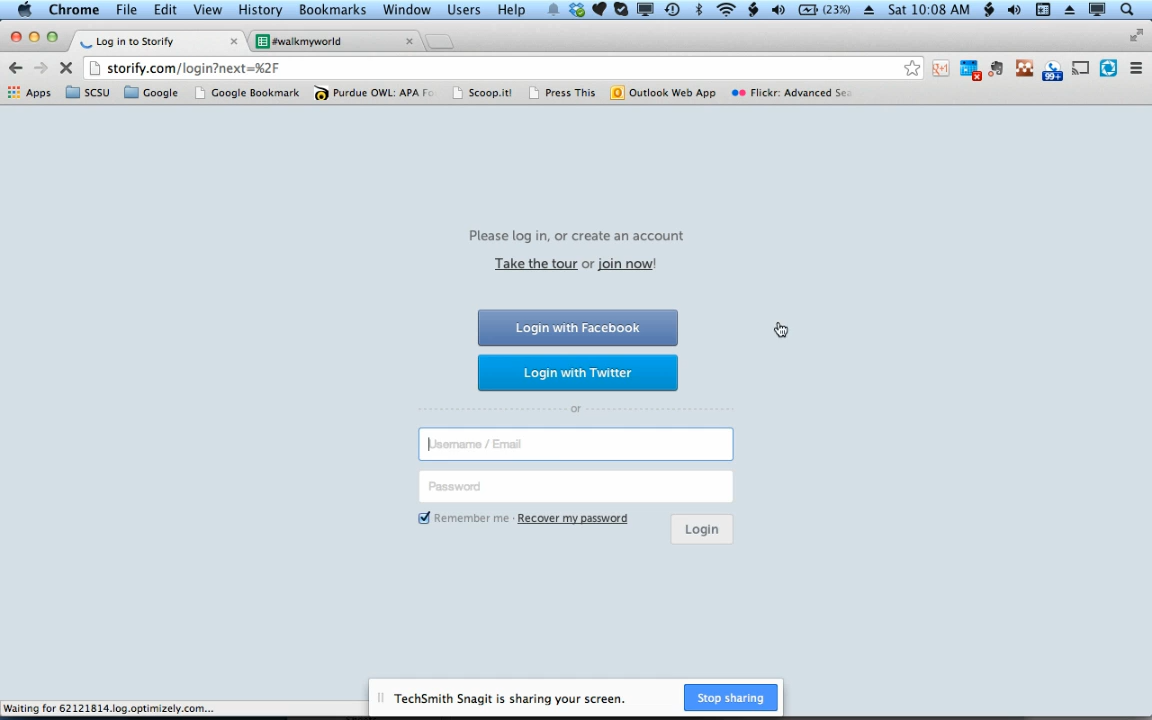 Chrome File Edit View History Bookmarks Window Users Help (23%) Sat 10:08 AM
Log in to Storify #walkmyworld
storify.com/login?next=%2F 99+
Apps SCSU Google Google Bookmark Purdue OWL: APA Fo Scoop.it! Press This Outlook Web App Flickr: Advanced Sea
Please log in, or create an account
Take the tour or join now!
Login with Facebook
Login with Twitter
or
Username / Email
Password
Remember me · Recover my password
Login
TechSmith Snagit is sharing your screen. Stop sharing
Waiting for 62121814.log.optimizely.com...